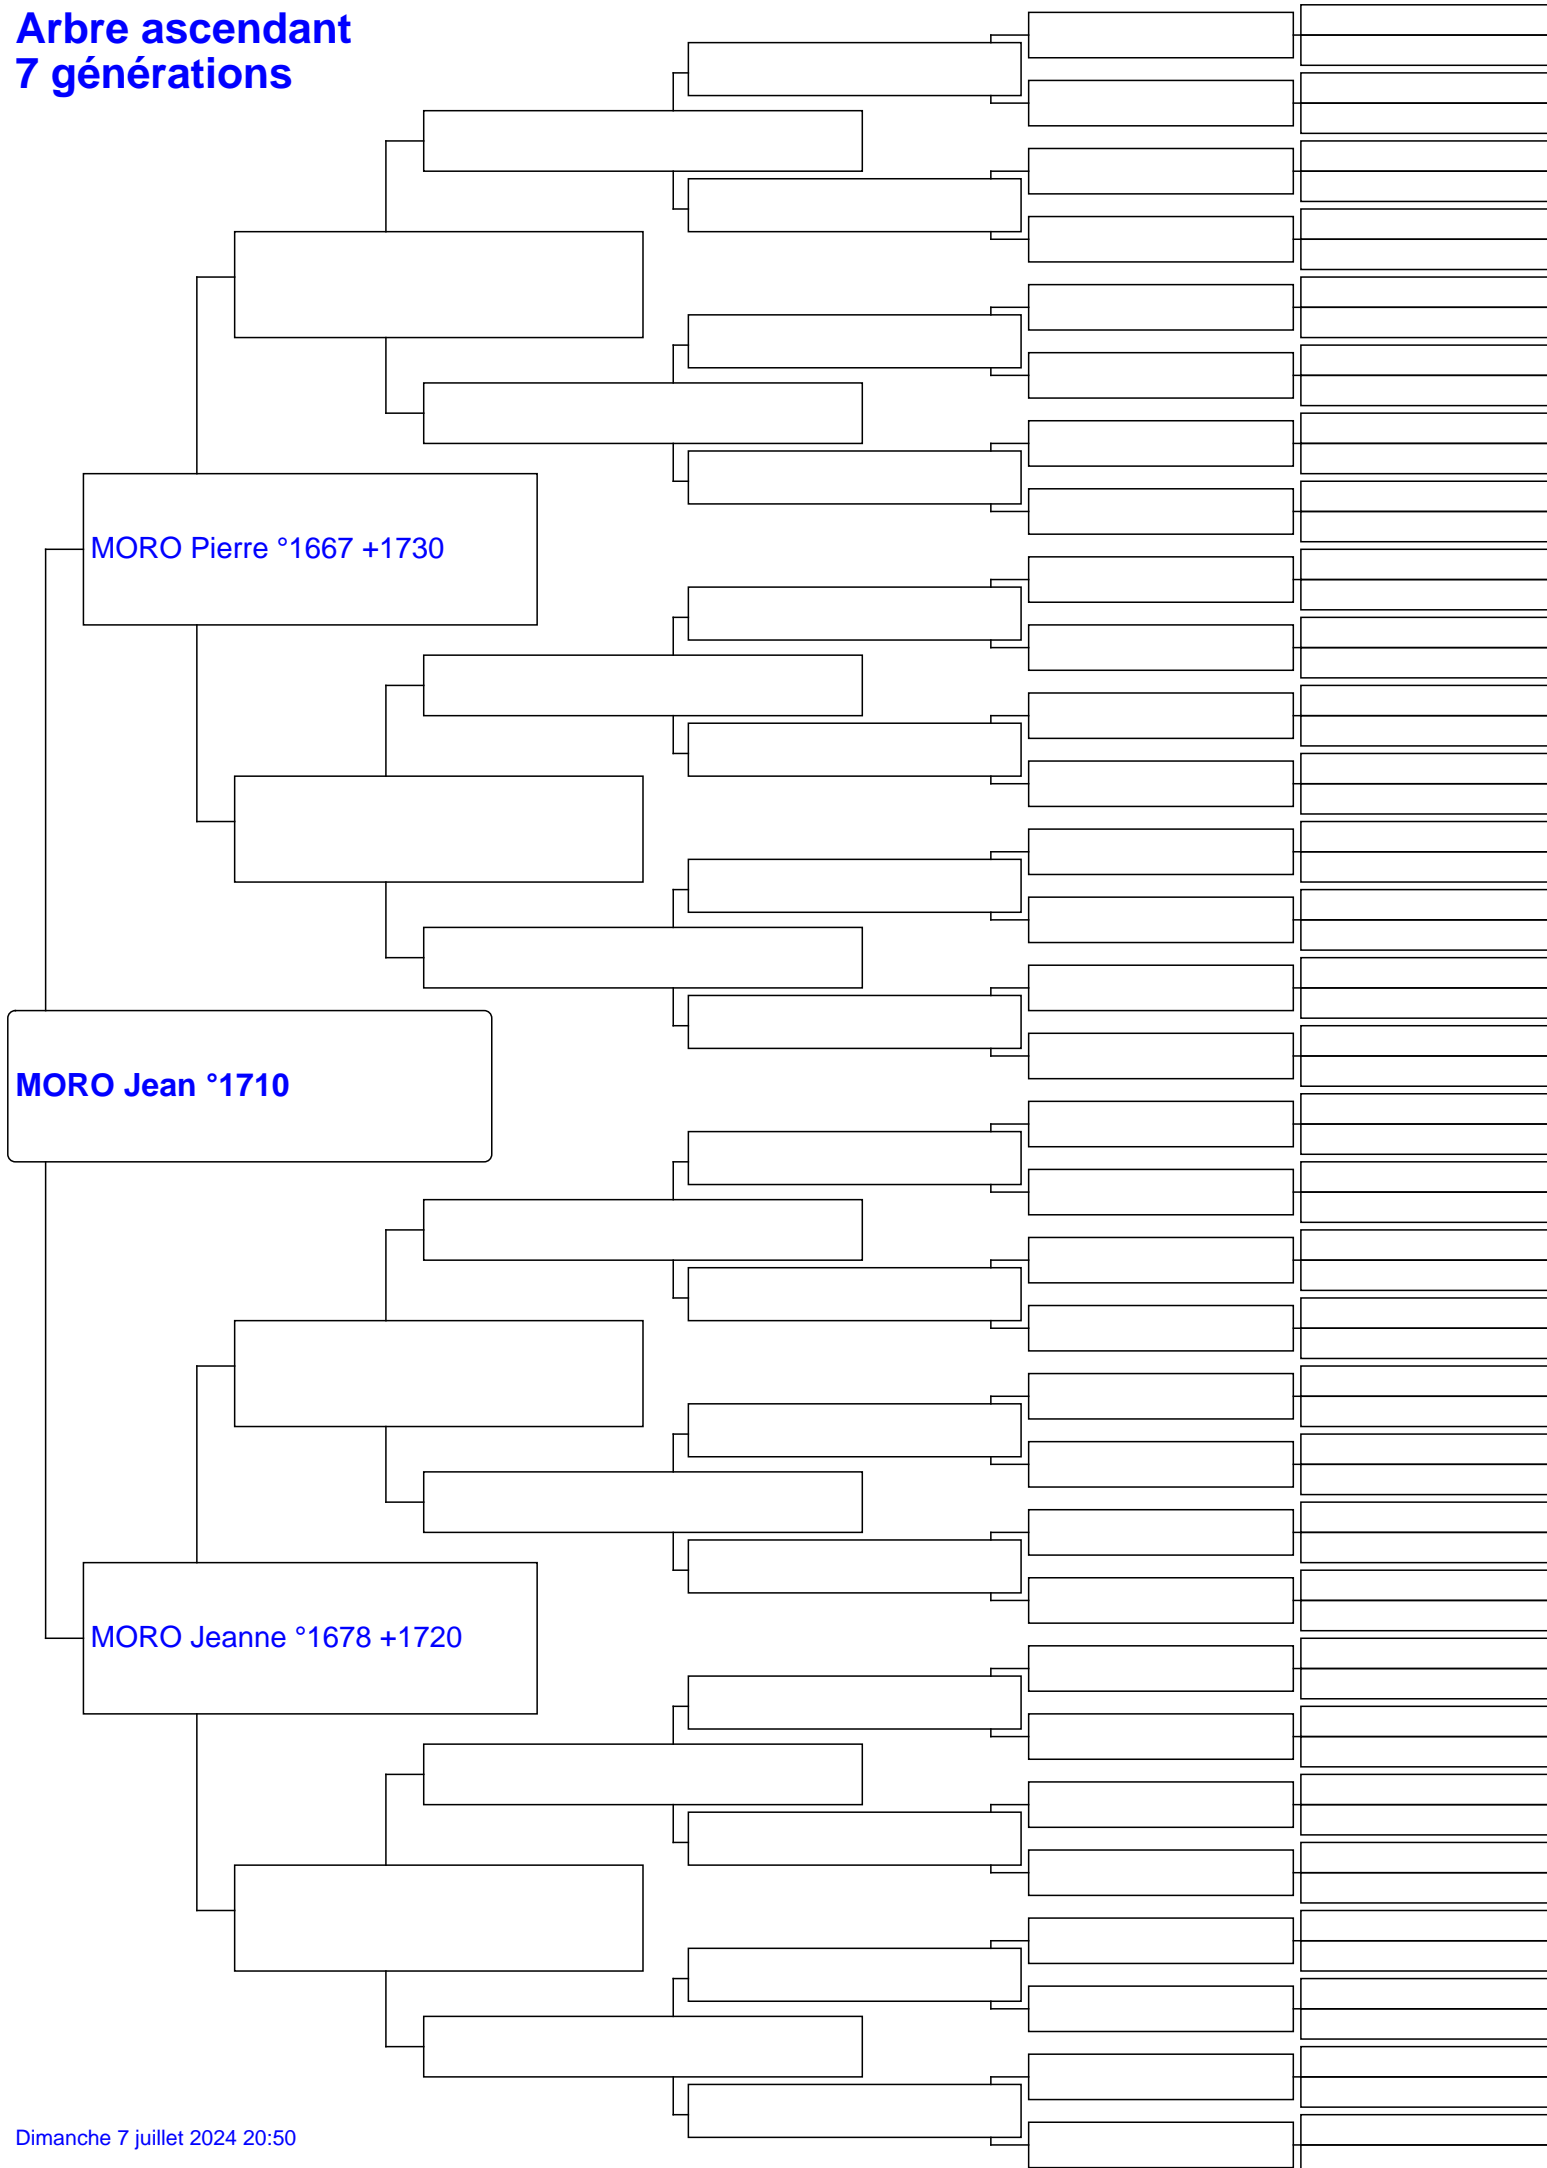 Arbre ascendant
7 générations
MORO Pierre °1667 +1730
MORO Jean °1710
MORO Jeanne °1678 +1720
Dimanche 7 juillet 2024 20:50